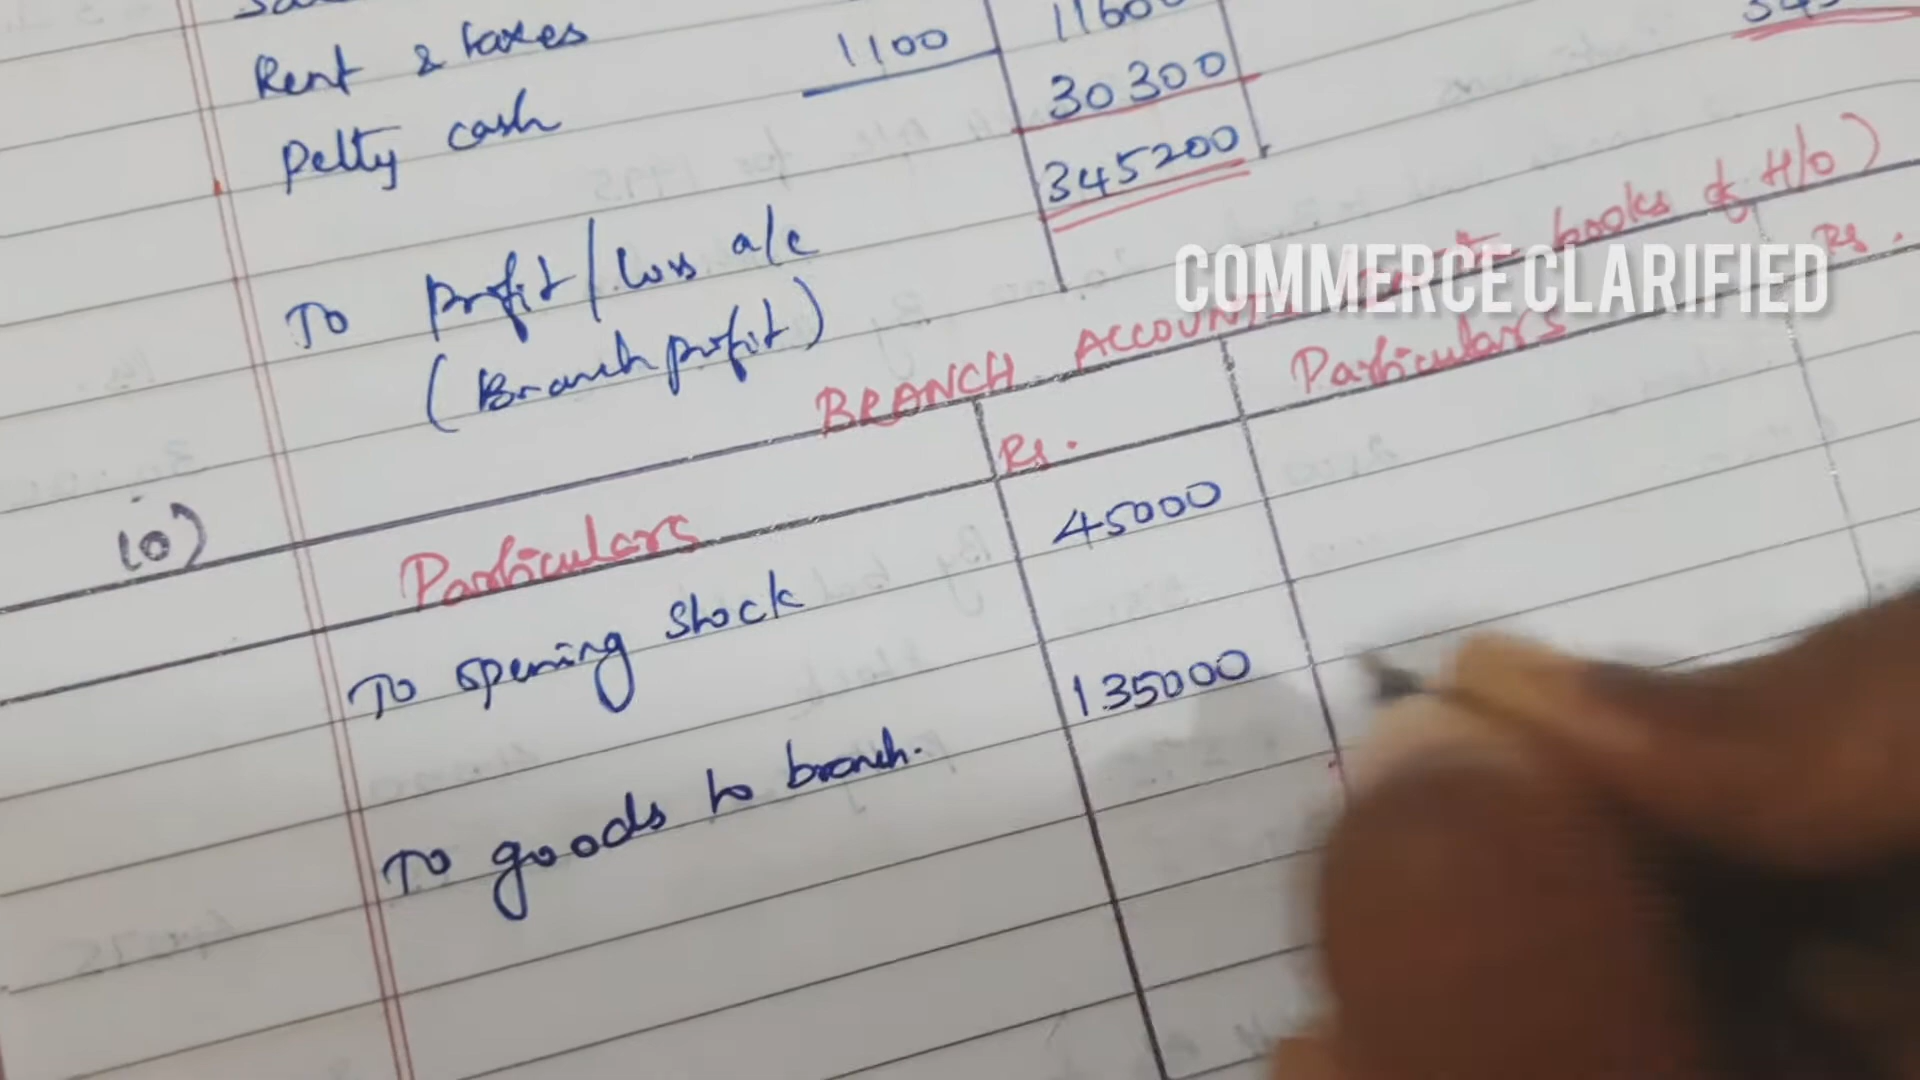 Rent & taxes 1100 11600
Petty cash 30300
345200
To profit/loss a/c
(Branch profit)
COMMERCE CLARIFIED
BRANCH ACCOUNT books of H/O)
(o) Particulars Rs. Particulars Rs.
To opening stock 45000
To goods to branch. 135000